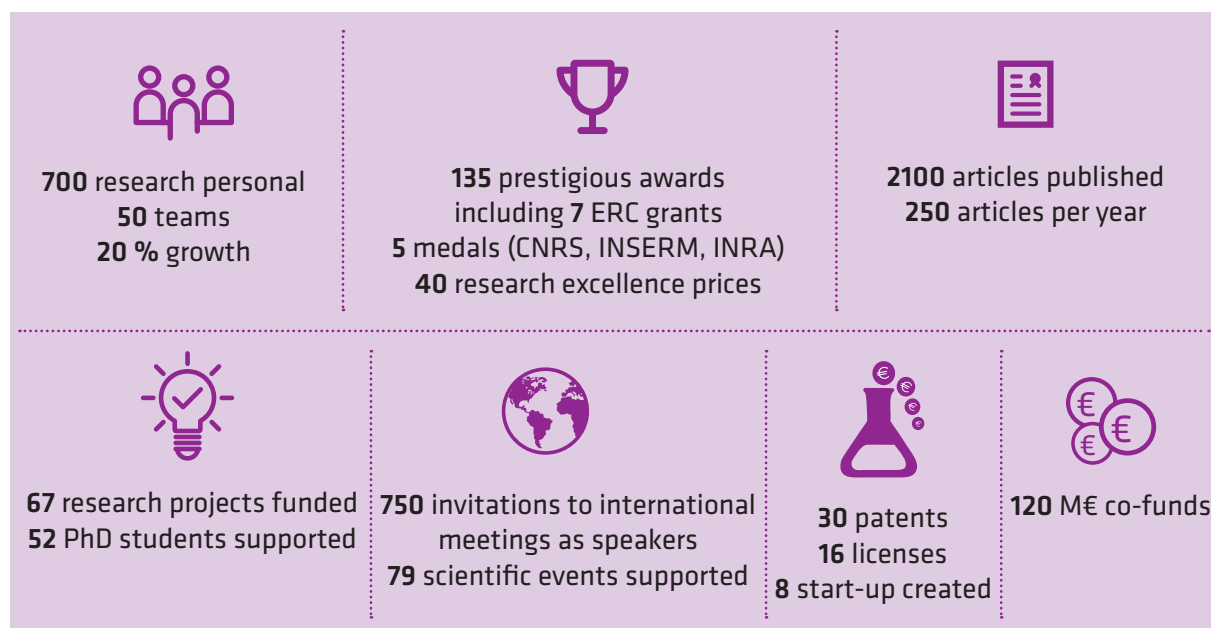 700 research personal
50 teams
20 % growth
135 prestigious awards
including 7 ERC grants
5 medals (CNRS, INSERM, INRA)
40 research excellence prices
2100 articles published
250 articles per year
67 research projects funded
52 PhD students supported
750 invitations to international
meetings as speakers
79 scientific events supported
€
€
€
€
30 patents
16 licenses
8 start-up created
€
€
€
120 M€ co-funds